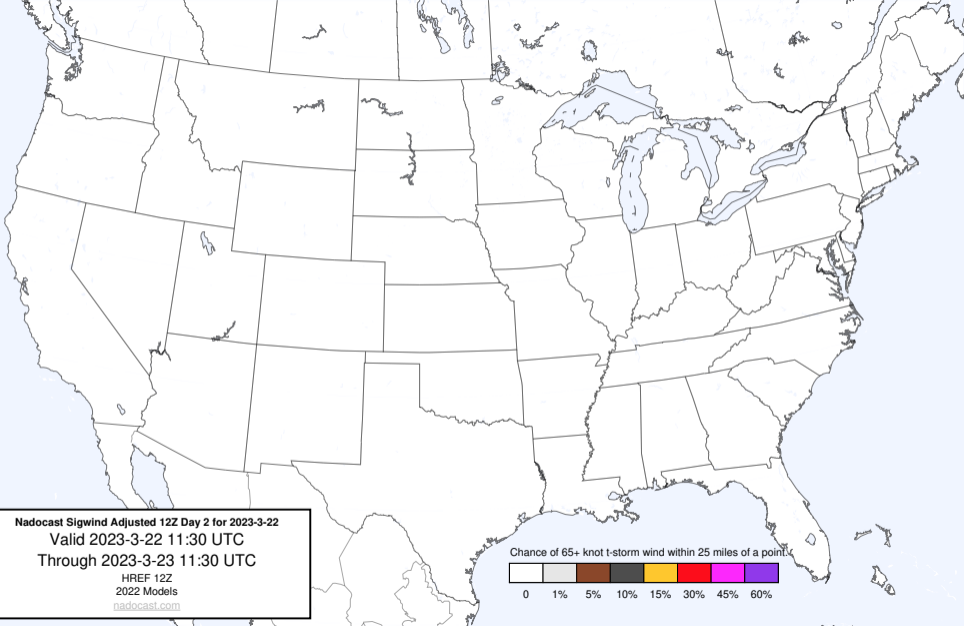 Nadocast Sigwind Adjusted 12Z Day 2 for 2023-3-22
Valid 2023-3-22 11:30 UTC
Through 2023-3-23 11:30 UTC
HREF 12Z
2022 Models
nadocast.com
Chance of 65+ knot t-storm wind within 25 miles of a point.
0 1% 5% 10% 15% 30% 45% 60%